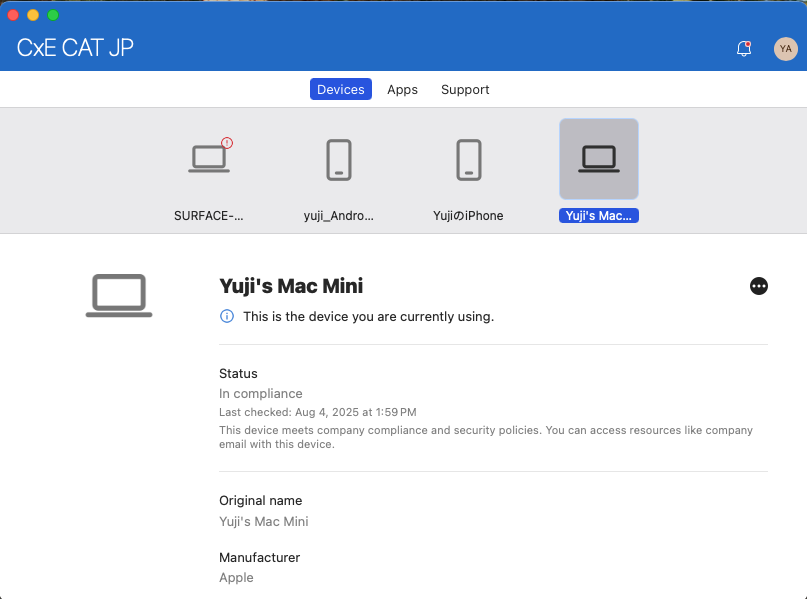 CxE CAT JP
YA
Devices
Apps
Support
SURFACE-...
yuji_Andro...
YujiのiPhone
Yuji's Mac...
Yuji's Mac Mini
This is the device you are currently using.
Status
In compliance
Last checked: Aug 4, 2025 at 1:59 PM
This device meets company compliance and security policies. You can access resources like company
email with this device.
Original name
Yuji's Mac Mini
Manufacturer
Apple